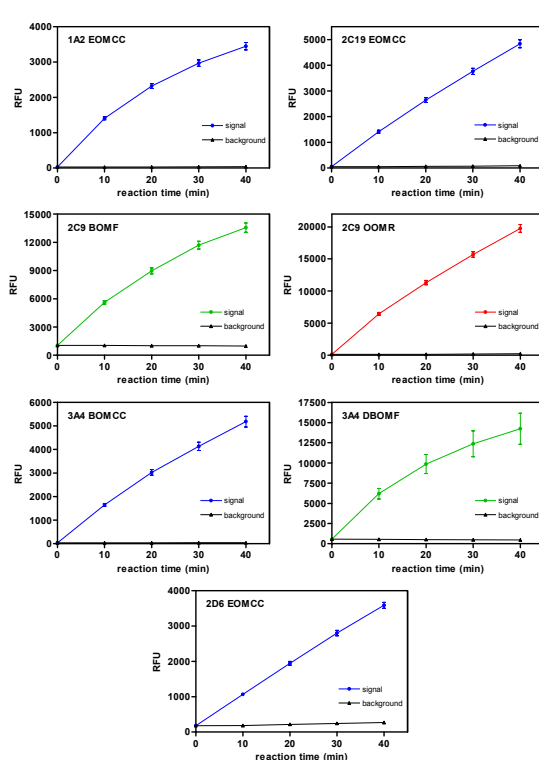 1A2 EOMCC
RFU
4000
3000
2000
1000
0
signal
background
0 10 20 30 40
reaction time (min)
2C19 EOMCC
RFU
5000
4000
3000
2000
1000
0
signal
background
0 10 20 30 40
reaction time (min)
2C9 BOMF
RFU
15000
12000
9000
6000
3000
0
signal
background
0 10 20 30 40
reaction time (min)
2C9 OOMR
RFU
20000
15000
10000
5000
0
signal
background
0 10 20 30 40
reaction time (min)
3A4 BOMCC
RFU
6000
5000
4000
3000
2000
1000
0
signal
background
0 10 20 30 40
reaction time (min)
3A4 DBOMF
RFU
17500
15000
12500
10000
7500
5000
2500
0
signal
background
0 10 20 30 40
reaction time (min)
2D6 EOMCC
RFU
4000
3000
2000
1000
0
signal
background
0 10 20 30 40
reaction time (min)